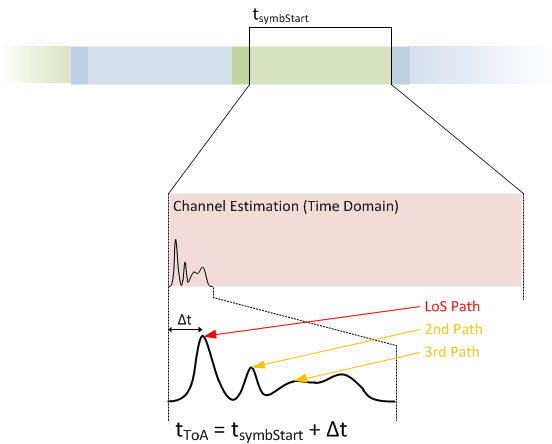 tsymbStart
Channel Estimation (Time Domain)
Δt
LoS Path
2nd Path
3rd Path
tToA = tsymbStart + Δt